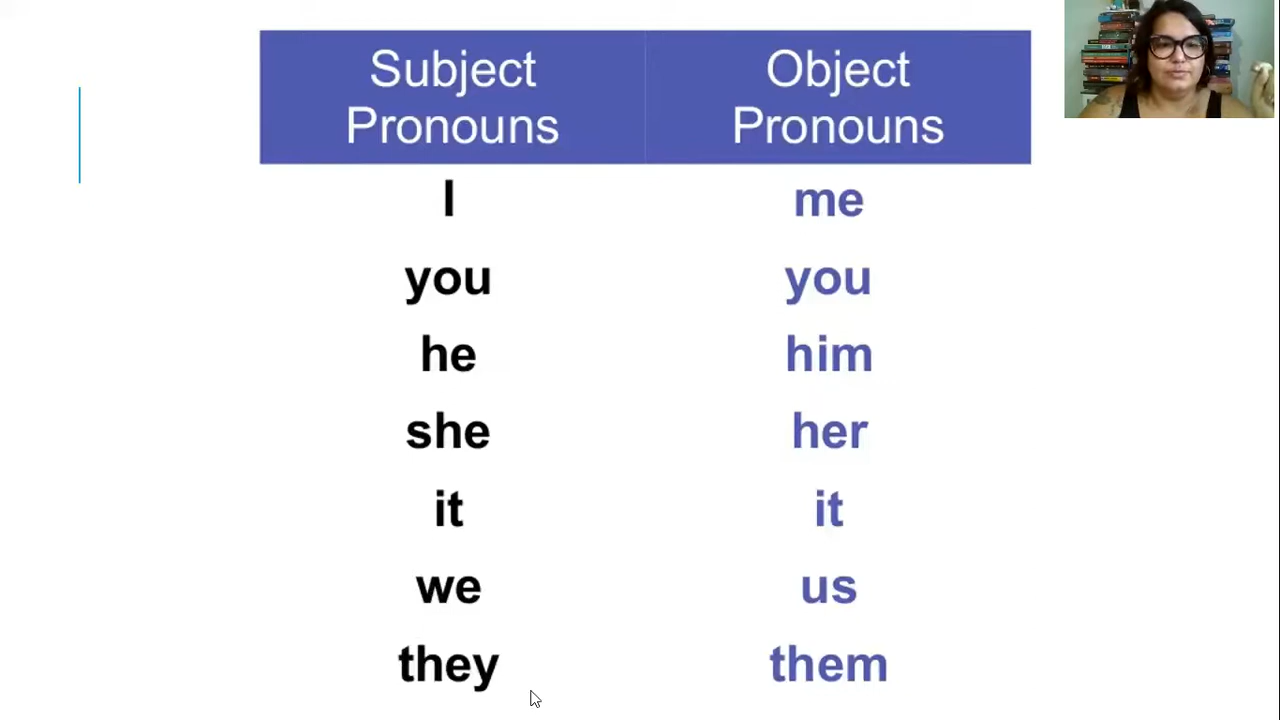 Subject
Pronouns
Object
Pronouns
I
me
you
you
he
him
she
her
it
it
we
us
they
them